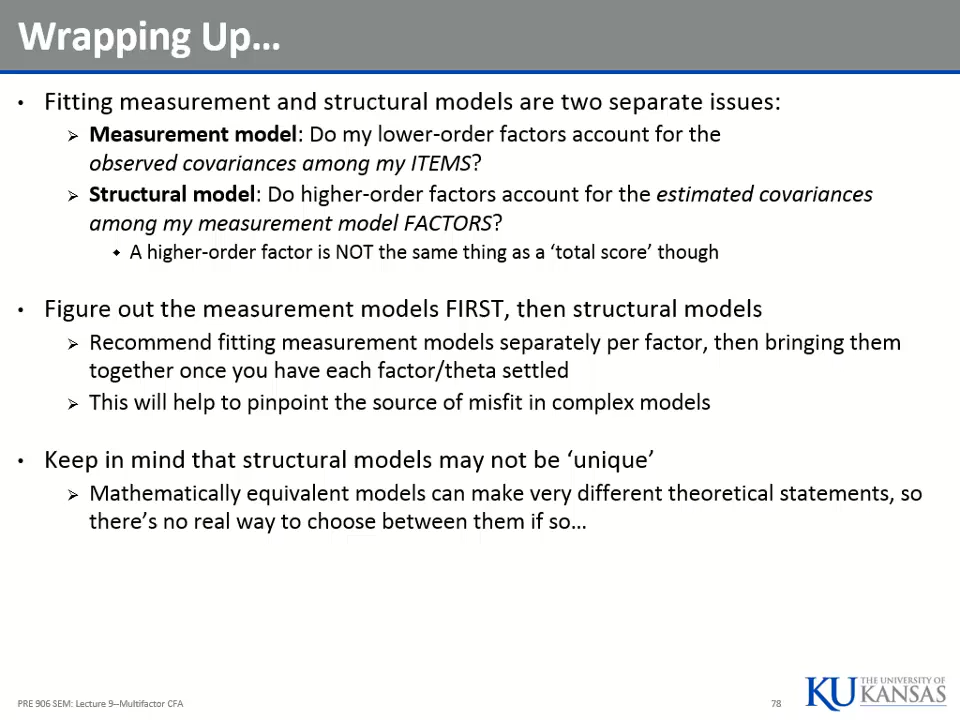 Wrapping Up…
• Fitting measurement and structural models are two separate issues:
➢ Measurement model: Do my lower-order factors account for the
observed covariances among my ITEMS?
➢ Structural model: Do higher-order factors account for the estimated covariances
among my measurement model FACTORS?
◆ A higher-order factor is NOT the same thing as a ‘total score’ though
• Figure out the measurement models FIRST, then structural models
➢ Recommend fitting measurement models separately per factor, then bringing them
together once you have each factor/theta settled
➢ This will help to pinpoint the source of misfit in complex models
• Keep in mind that structural models may not be ‘unique’
➢ Mathematically equivalent models can make very different theoretical statements, so
there’s no real way to choose between them if so…
PRE 906 SEM: Lecture 9--Multifactor CFA
78
KU THE UNIVERSITY OF
KANSAS